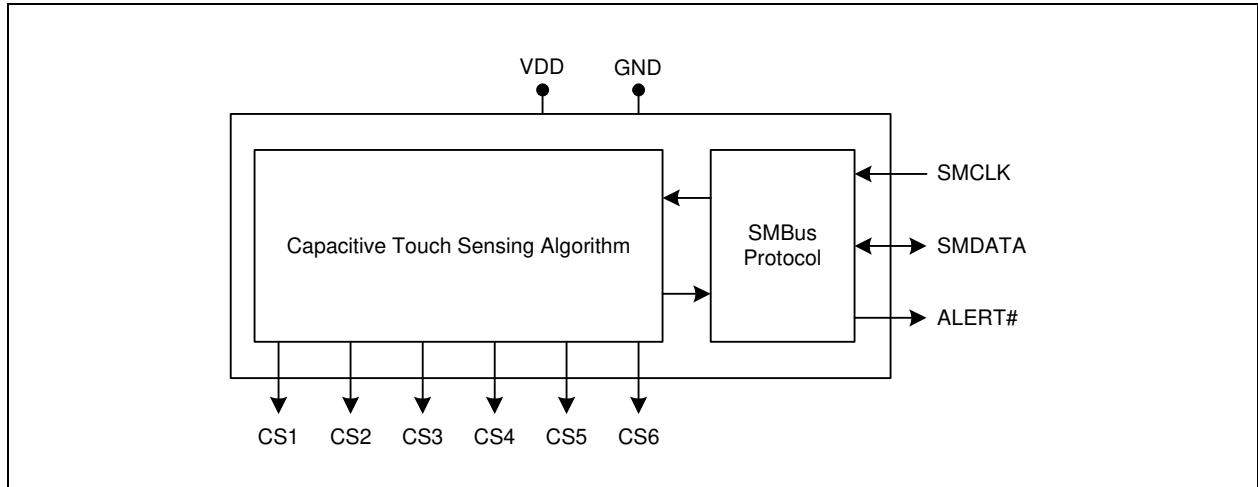 VDD GND
Capacitive Touch Sensing Algorithm
SMBus
Protocol
SMCLK
SMDATA
ALERT#
CS1 CS2 CS3 CS4 CS5 CS6